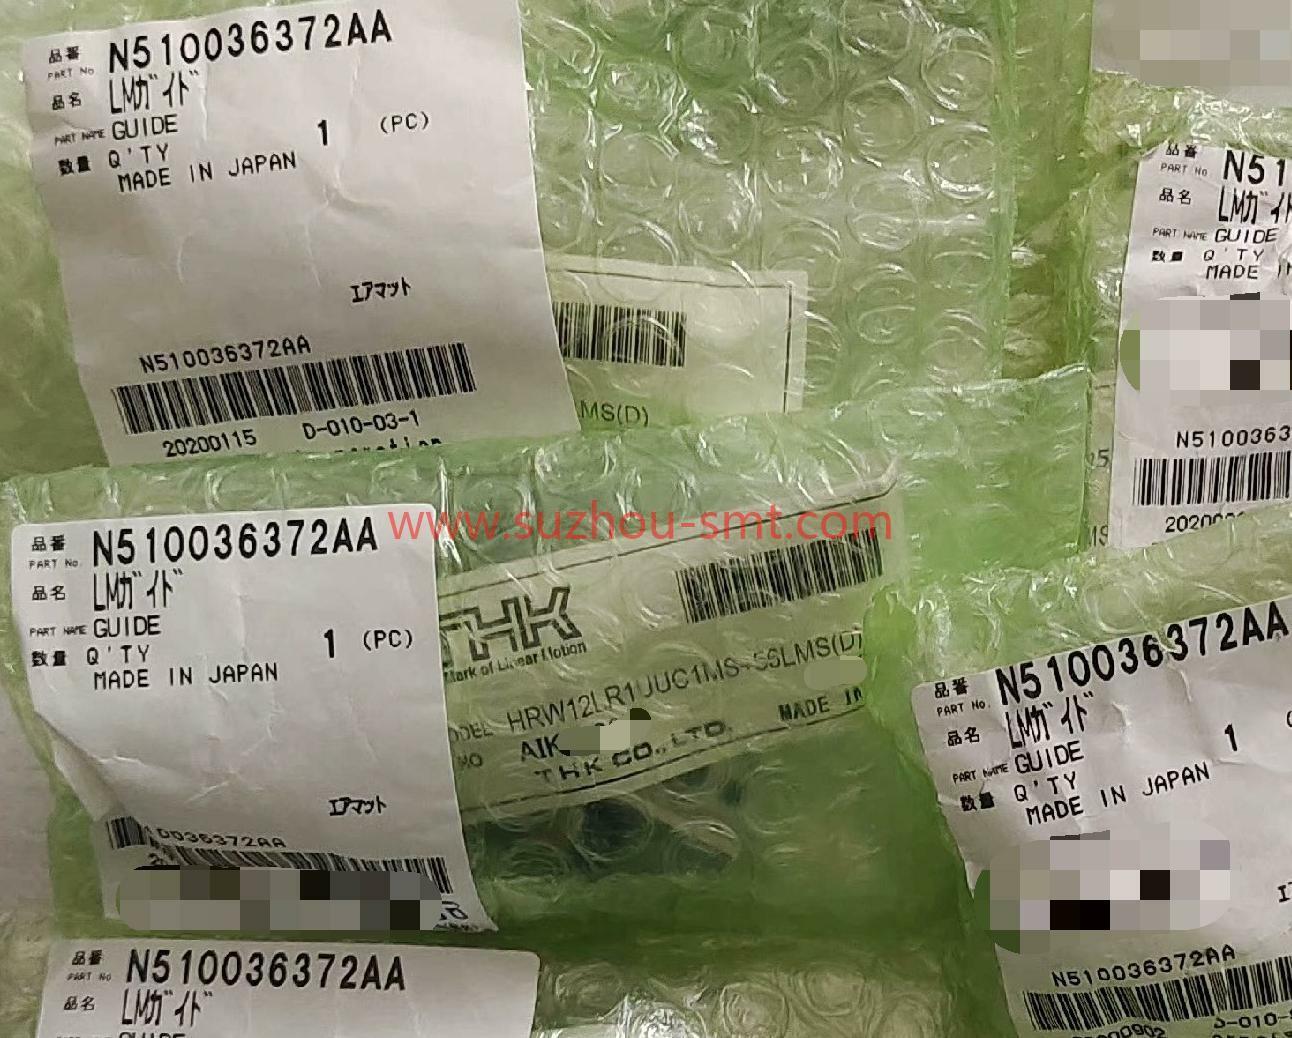 品番 PART No. N510036372AA
品名 LMガイド
PART NAME GUIDE
数量 Q'TY 1 (PC)
MADE IN JAPAN
エアマット
N510036372AA
20200115 D-010-03-1
LMS(D)
品番 PART No N51
品名 LMガイ
PART NAME GUIDE
数量 Q'TY
MADE IN
N5100363
www.suzhou-smt.com
品番 PART No. N510036372AA
品名 LMガイド
PART NAME GUIDE
数量 Q'TY 1 (PC)
MADE IN JAPAN
エアマット
36372AA
THK
Mark of Linear Motion
MADE IN
AIK
THK CO., LTD.
品番 PART No. N510036372AA
品名 LMガイド
PART NAME GUIDE 1
数量 Q'TY
MADE IN JAPAN
N510036372AA
品番 PART No N510036372AA
品名 LMガイド